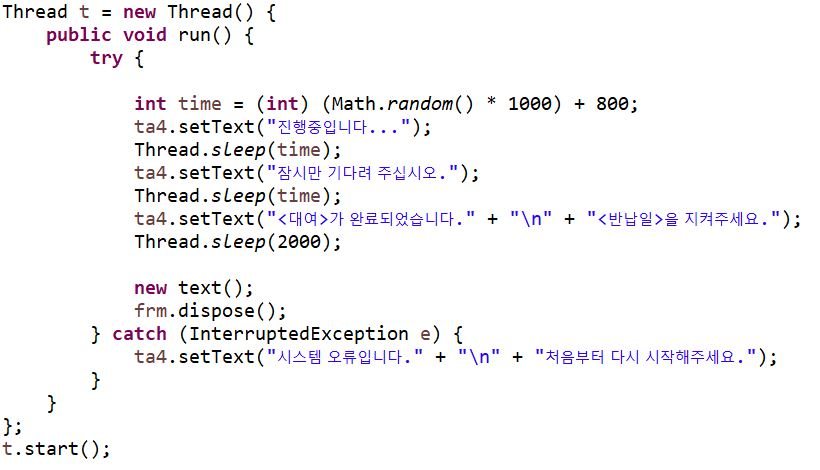 Thread t = new Thread() {
    public void run() {
        try {

            int time = (int) (Math.random() * 1000) + 800;
            ta4.setText("진행중입니다...");
            Thread.sleep(time);
            ta4.setText("잠시만 기다려 주십시오.");
            Thread.sleep(time);
            ta4.setText("<대여>가 완료되었습니다." + "\n" + "<반납일>을 지켜주세요.");
            Thread.sleep(2000);

            new text();
            frm.dispose();
        } catch (InterruptedException e) {
            ta4.setText("시스템 오류입니다." + "\n" + "처음부터 다시 시작해주세요.");
        }
    }
};
t.start();